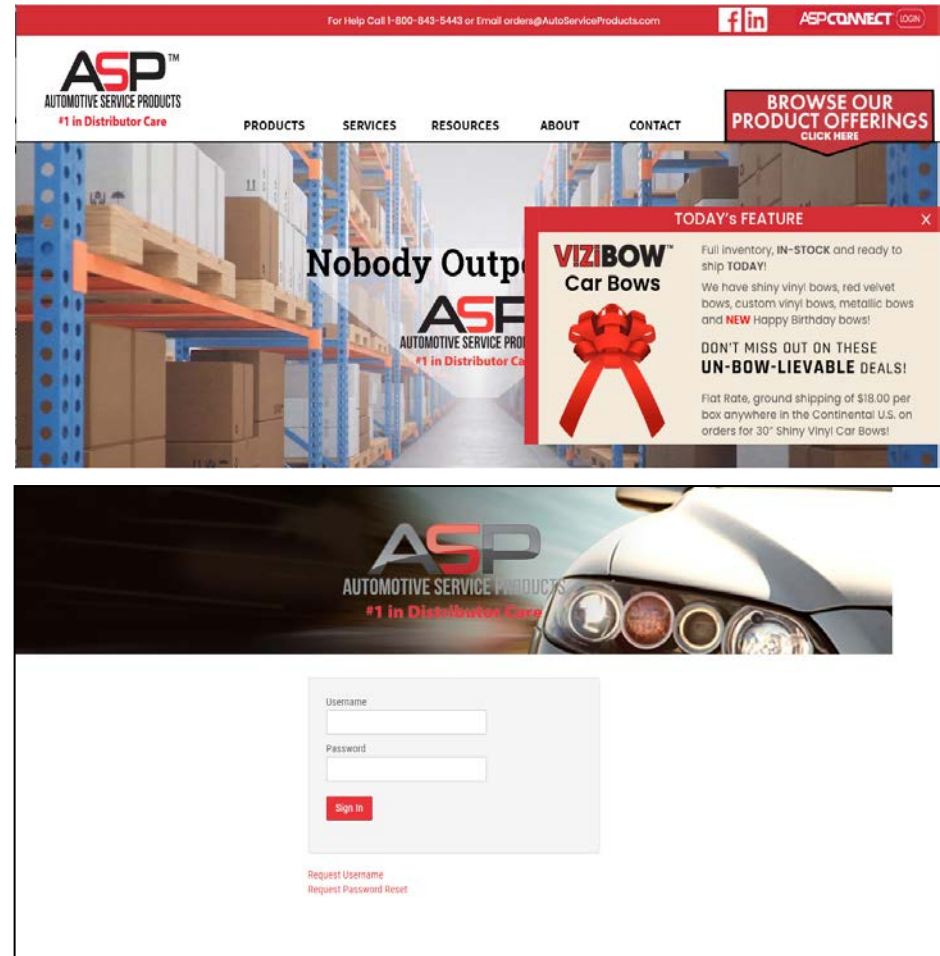 For Help Call 1-800-843-5443 or Email orders@AutoServiceProducts.com
f in
ASPCONNECT LOGIN
ASP™
AUTOMOTIVE SERVICE PRODUCTS
#1 in Distributor Care
PRODUCTS SERVICES RESOURCES ABOUT CONTACT
BROWSE OUR
PRODUCT OFFERINGS
CLICK HERE
Nobody Outp
ASP
AUTOMOTIVE SERVICE PRO
#1 in Distributor Ca
TODAY's FEATURE X
VIZiBOW™
Car Bows
Full inventory, IN-STOCK and ready to
ship TODAY!
We have shiny vinyl bows, red velvet
bows, custom vinyl bows, metallic bows
and NEW Happy Birthday bows!
DON'T MISS OUT ON THESE
UN-BOW-LIEVABLE DEALS!
Flat Rate, ground shipping of $18.00 per
box anywhere in the Continental U.S. on
orders for 30" Shiny Vinyl Car Bows!
ASP
AUTOMOTIVE SERVICE PRODUCTS
#1 in Distributor Care
Username
Password
Sign In
Request Username
Request Password Reset